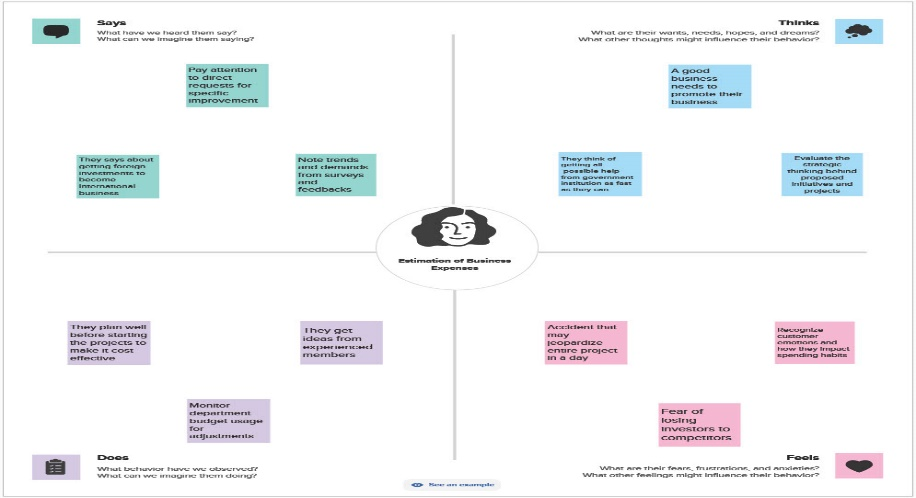 Says
What have we heard them say?
What can we imagine them saying?
Pay attention
to direct
requests for
specific
improvement
They says about
getting foreign
investments to
become
international
business
Note trends
and demands
from surveys
and
feedbacks
Thinks
What are their wants, needs, hopes, and dreams?
What other thoughts might influence their behavior?
A good
business
needs to
promote their
business
They think of
getting all
possible help
from government
institution as fast
as they can
Evaluate the
strategic
thinking behind
proposed
initiatives and
projects
Estimation of Business
Expenses
They plan well
before starting
the projects to
make it cost
effective
They get
ideas from
experienced
members
Monitor
department
budget usage
for
adjustments
Does
What behavior have we observed?
What can we imagine them doing?
Accident that
may
jeopardize
entire project
in a day
Recognize
customer
emotions and
how they impact
spending habits
Fear of
losing
investors to
competitors
Feels
What are their fears, frustrations, and anxieties?
What other feelings might influence their behavior?
See an example